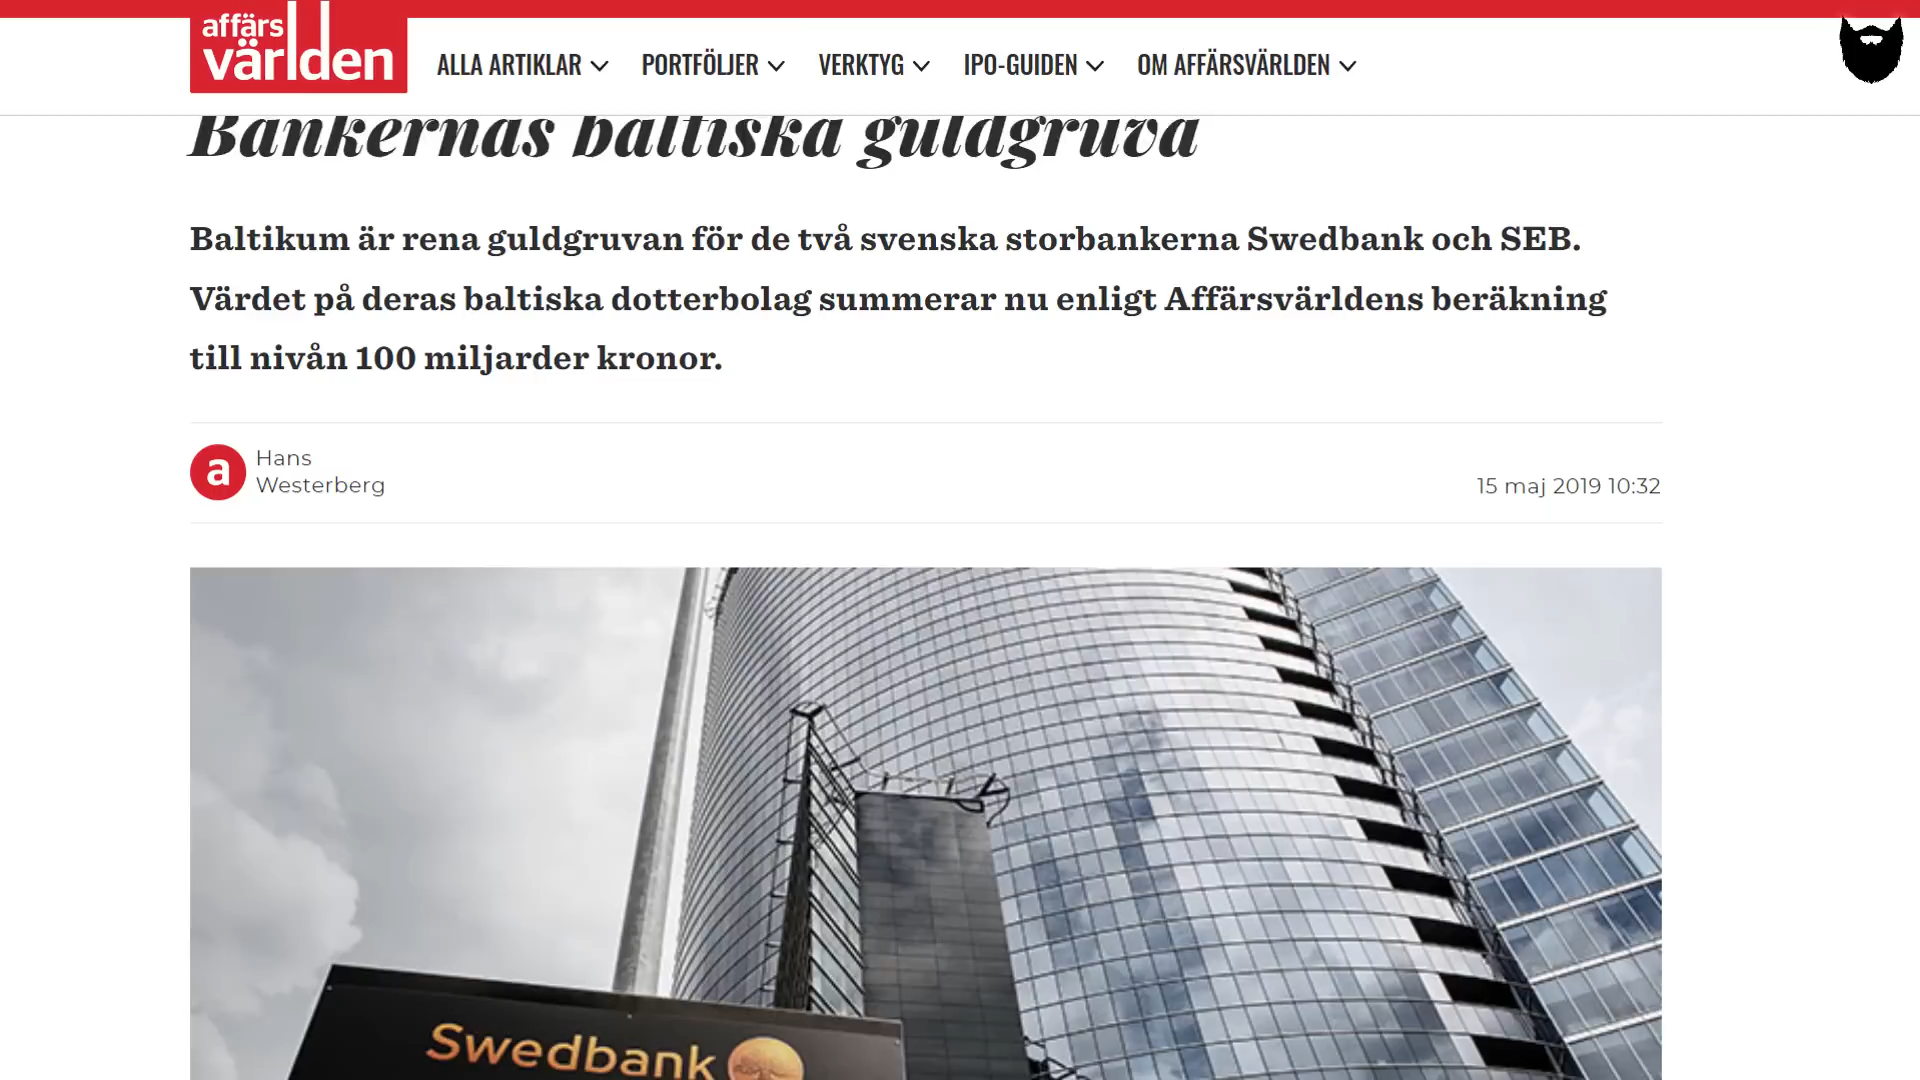 affärs
världen
ALLA ARTIKLAR
PORTFÖLJER
VERKTYG
IPO-GUIDEN
OM AFFÄRSVÄRLDEN
Bankernas baltiska guldgruva
Baltikum är rena guldgruvan för de två svenska storbankerna Swedbank och SEB.
Värdet på deras baltiska dotterbolag summerar nu enligt Affärsvärldens beräkning
till nivån 100 miljarder kronor.
a
Hans
Westerberg
15 maj 2019 10:32
Swedbank